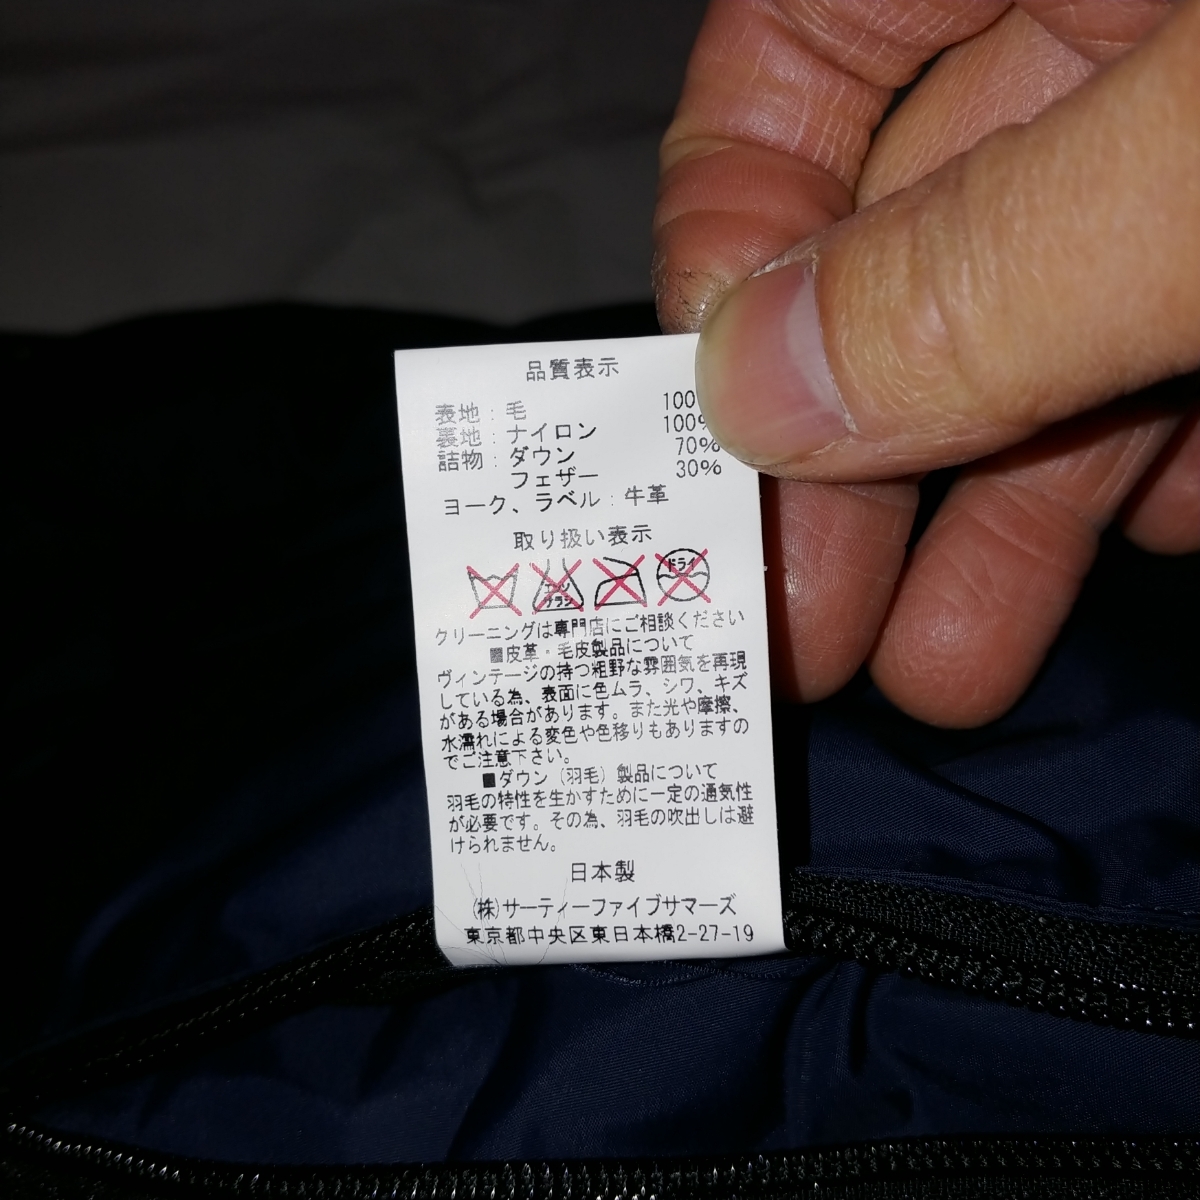 品質表示
表地：毛 100
裏地：ナイロン 100%
詰物：ダウン 70%
フェザー 30%
ヨーク、ラベル：牛革
取り扱い表示
エンソ ドライ
ナラシ
クリーニングは専門店にご相談ください
■皮革・毛皮製品について
ヴィンテージの持つ粗野な雰囲気を再現
している為、表面に色ムラ、シワ、キズ
がある場合があります。また光や摩擦、
水濡れによる変色や色移りもありますの
でご注意下さい。
■ダウン（羽毛）製品について
羽毛の特性を生かすために一定の通気性
が必要です。その為、羽毛の吹出しは避
けられません。
日本製
(株)サーティーファイブサマーズ
東京都中央区東日本橋2-27-19